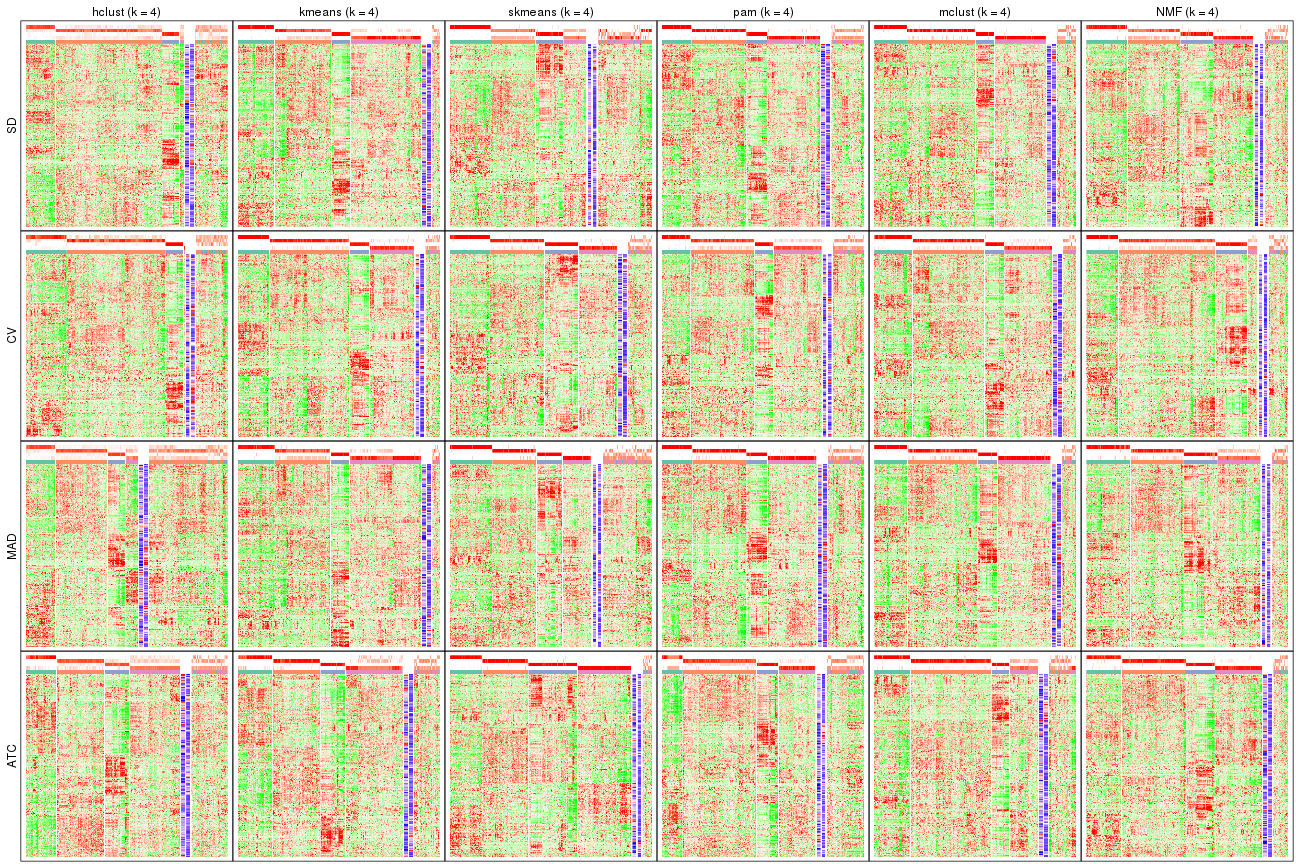 hclust (k = 4)
kmeans (k = 4)
skmeans (k = 4)
pam (k = 4)
mclust (k = 4)
NMF (k = 4)
SD
CV
MAD
ATC